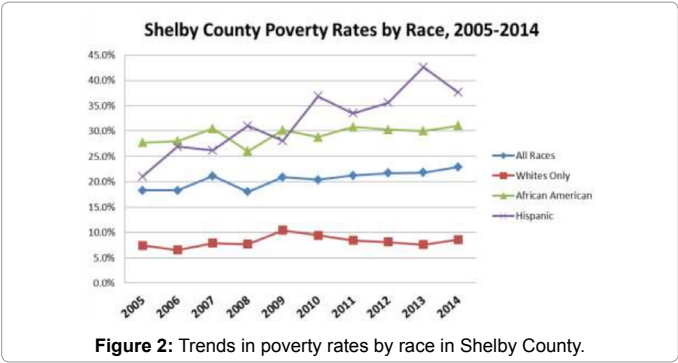 Shelby County Poverty Rates by Race, 2005-2014
45.0%
40.0%
35.0%
30.0%
25.0%
20.0%
15.0%
10.0%
5.0%
0.0%
2005 2006 2007 2008 2009 2010 2011 2012 2013 2014
All Races
Whites Only
African American
Hispanic
Figure 2: Trends in poverty rates by race in Shelby County.